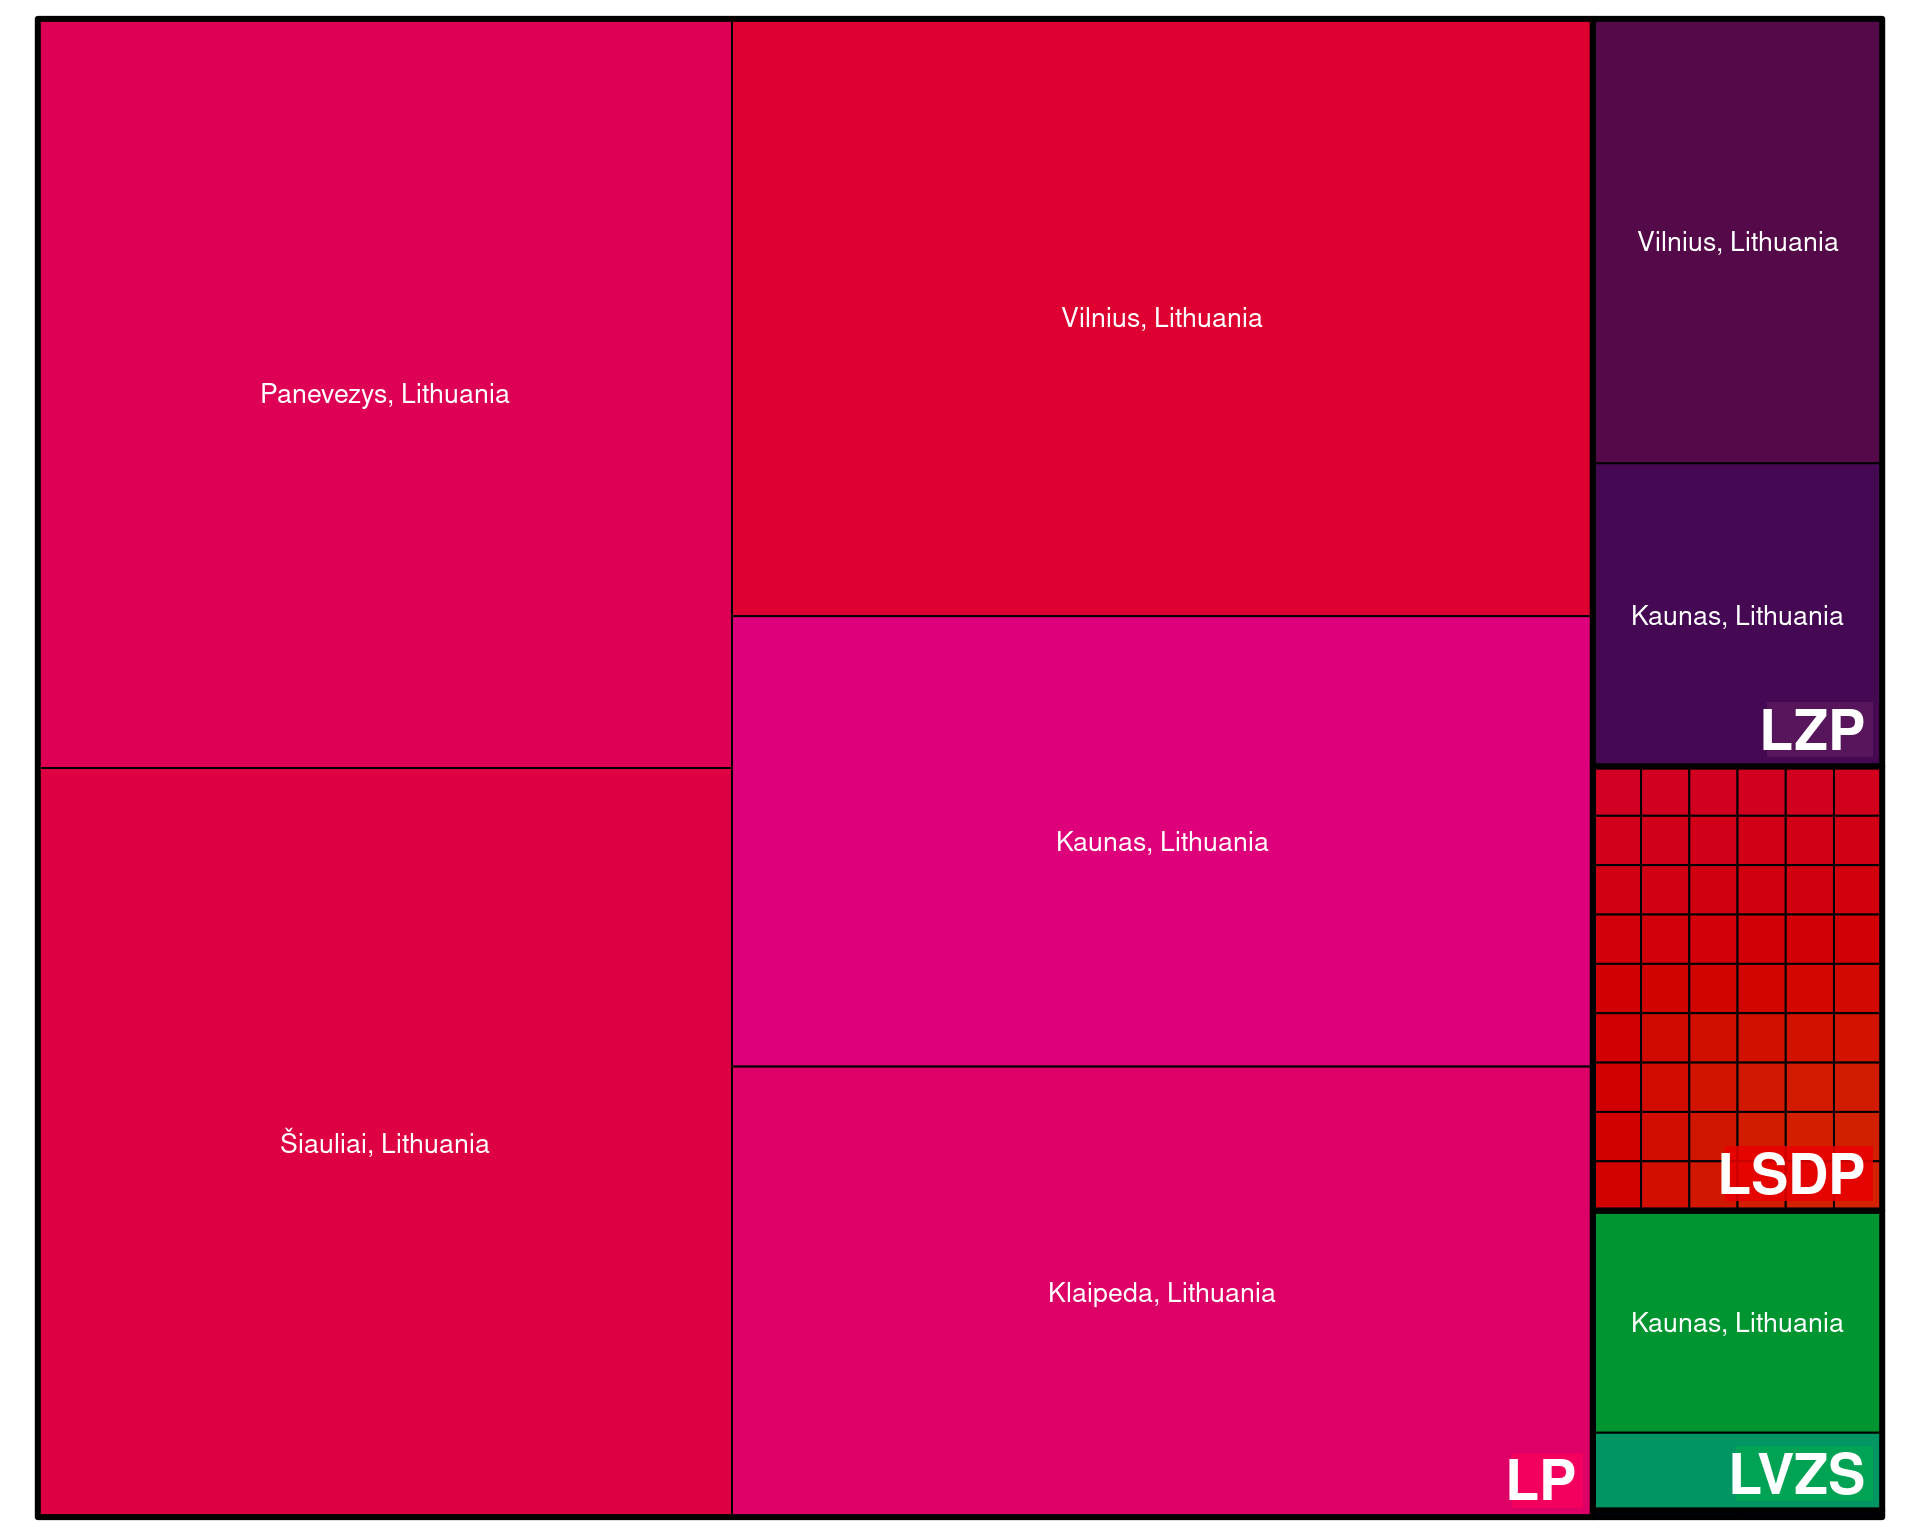 Panevezys, Lithuania
Šiauliai, Lithuania
Vilnius, Lithuania
Kaunas, Lithuania
Klaipeda, Lithuania
LP
Vilnius, Lithuania
Kaunas, Lithuania
LZP
LSDP
Kaunas, Lithuania
LVZS